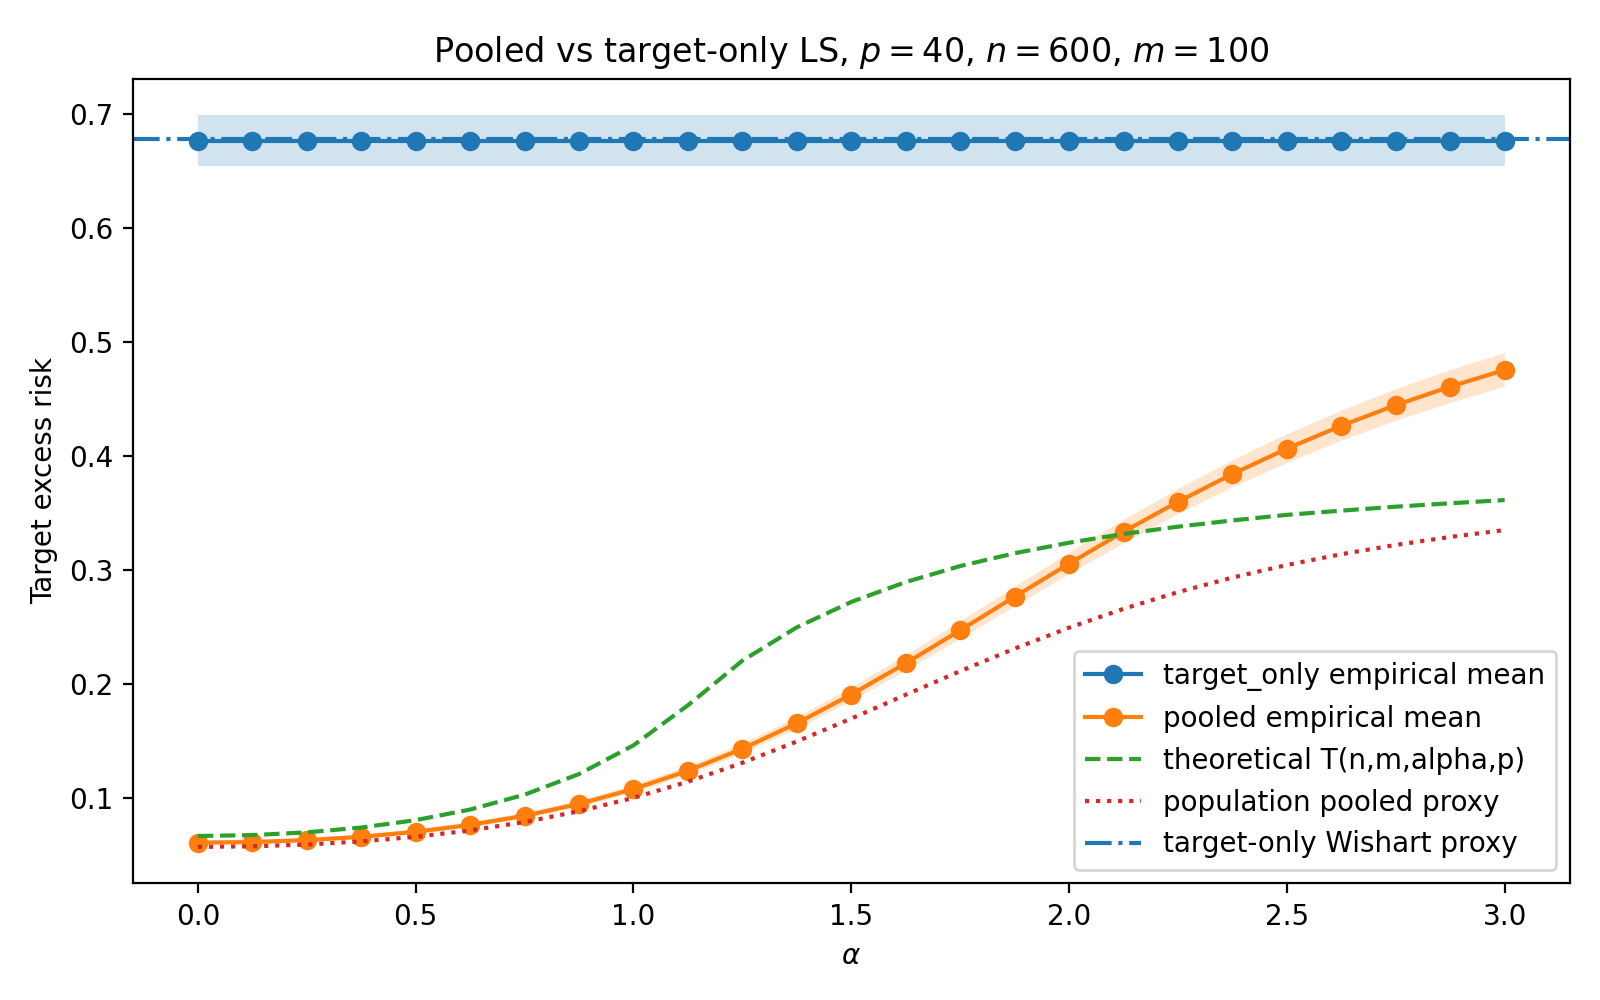 Pooled vs target-only LS, p = 40, n = 600, m = 100
Target excess risk
0.7
0.6
0.5
0.4
0.3
0.2
0.1
0.0 0.5 1.0 1.5 2.0 2.5 3.0
α
target_only empirical mean
pooled empirical mean
theoretical T(n,m,alpha,p)
population pooled proxy
target-only Wishart proxy